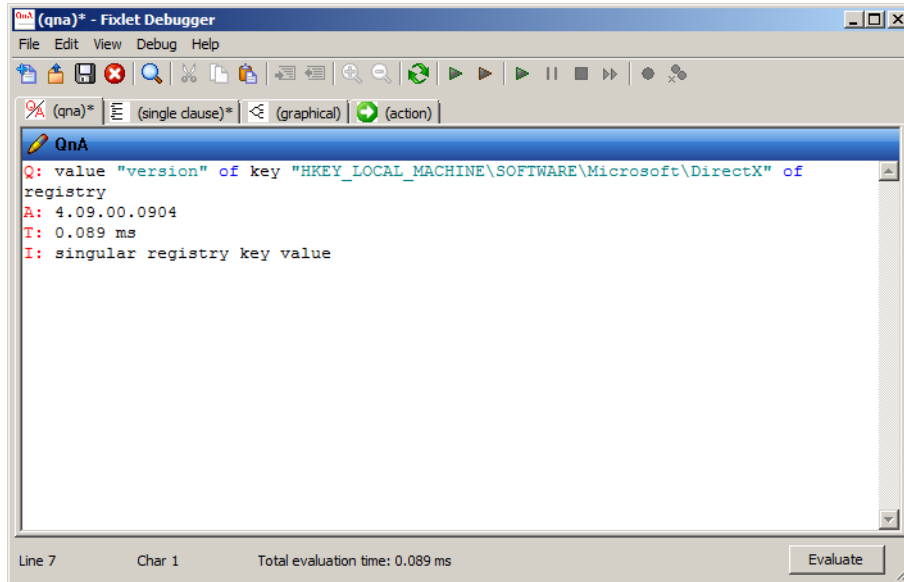 QnA (qna)* - Fixlet Debugger
File Edit View Debug Help
QA (qna)* (single clause)* (graphical) (action)
QnA
Q: value "version" of key "HKEY_LOCAL_MACHINE\SOFTWARE\Microsoft\DirectX" of
registry
A: 4.09.00.0904
T: 0.089 ms
I: singular registry key value
Line 7 Char 1 Total evaluation time: 0.089 ms Evaluate